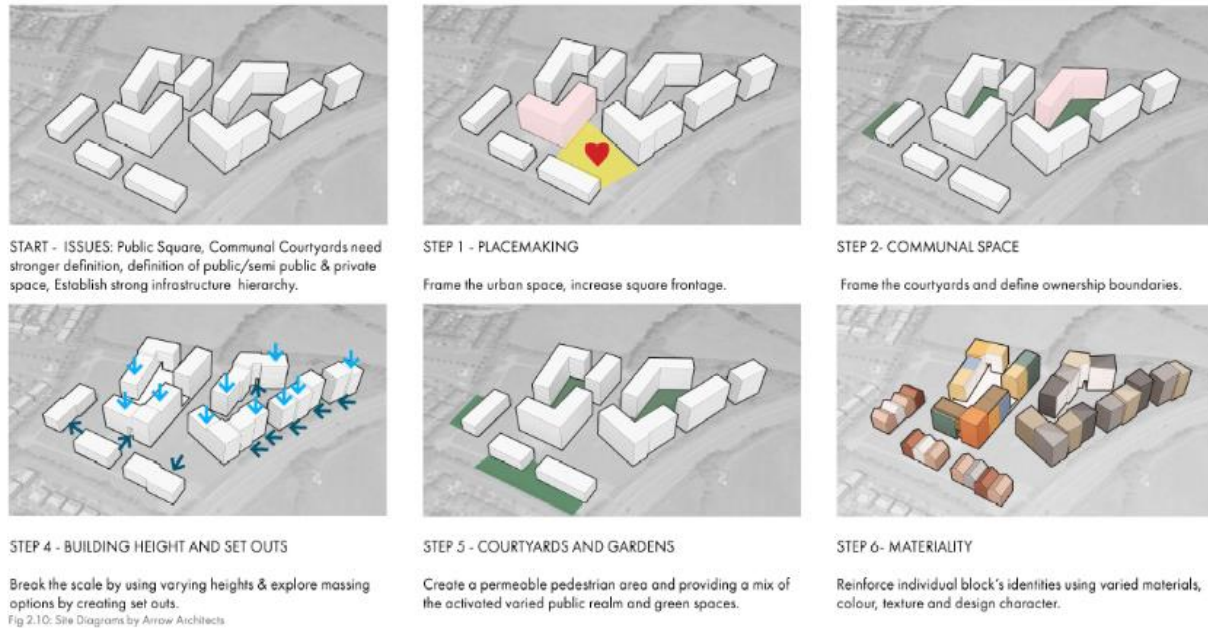 START - ISSUES: Public Square, Communal Courtyards need
stronger definition, definition of public/semi public & private
space, Establish strong infrastructure hierarchy.
STEP 1 - PLACEMAKING
Frame the urban space, increase square frontage.
STEP 2- COMMUNAL SPACE
Frame the courtyards and define ownership boundaries.
STEP 4 - BUILDING HEIGHT AND SET OUTS
Break the scale by using varying heights & explore massing
options by creating set outs.
STEP 5 - COURTYARDS AND GARDENS
Create a permeable pedestrian area and providing a mix of
the activated varied public realm and green spaces.
STEP 6- MATERIALITY
Reinforce individual block's identities using varied materials,
colour, texture and design character.
Fig 2.10: Site Diagrams by Arrow Architects